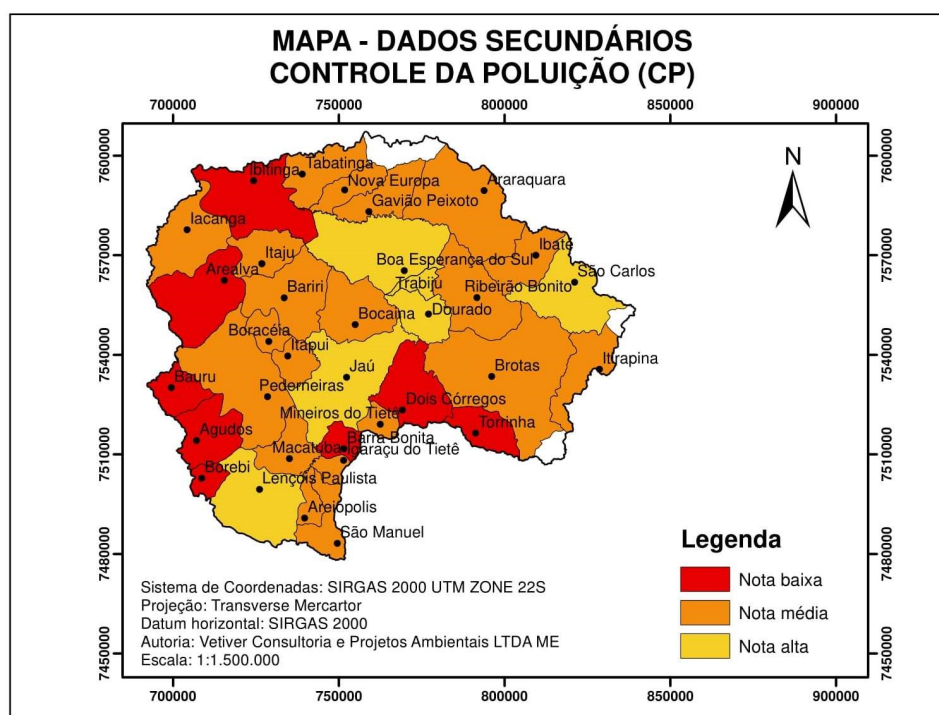 MAPA - DADOS SECUNDÁRIOS
CONTROLE DA POLUIÇÃO (CP)
700000 750000 800000 850000 900000
7600000 7600000
7570000 7570000
7540000 7540000
7510000 7510000
7480000 7480000
7450000 7450000
N
Tabatinga
Ibitinga
Nova Europa
Araraquara
Gavião Peixoto
Iacanga
Itaju
Ibaté
Boa Esperança do Sul
Arealva
São Carlos
Trabiju
Ribeirão Bonito
Bariri
Dourado
Bocaina
Boracéia
Itapui
Itirapina
Jaú
Brotas
Bauru
Pederneiras
Dois Córregos
Mineiros do Tietê
Torrinha
Agudos
Barra Bonita
Macatuba
Igaraçu do Tietê
Borebi
Lençóis Paulista
Areiópolis
São Manuel
Legenda
Nota baixa
Nota média
Nota alta
Sistema de Coordenadas: SIRGAS 2000 UTM ZONE 22S
Projeção: Transverse Mercartor
Datum horizontal: SIRGAS 2000
Autoria: Vetiver Consultoria e Projetos Ambientais LTDA ME
Escala: 1:1.500.000
700000 750000 800000 850000 900000